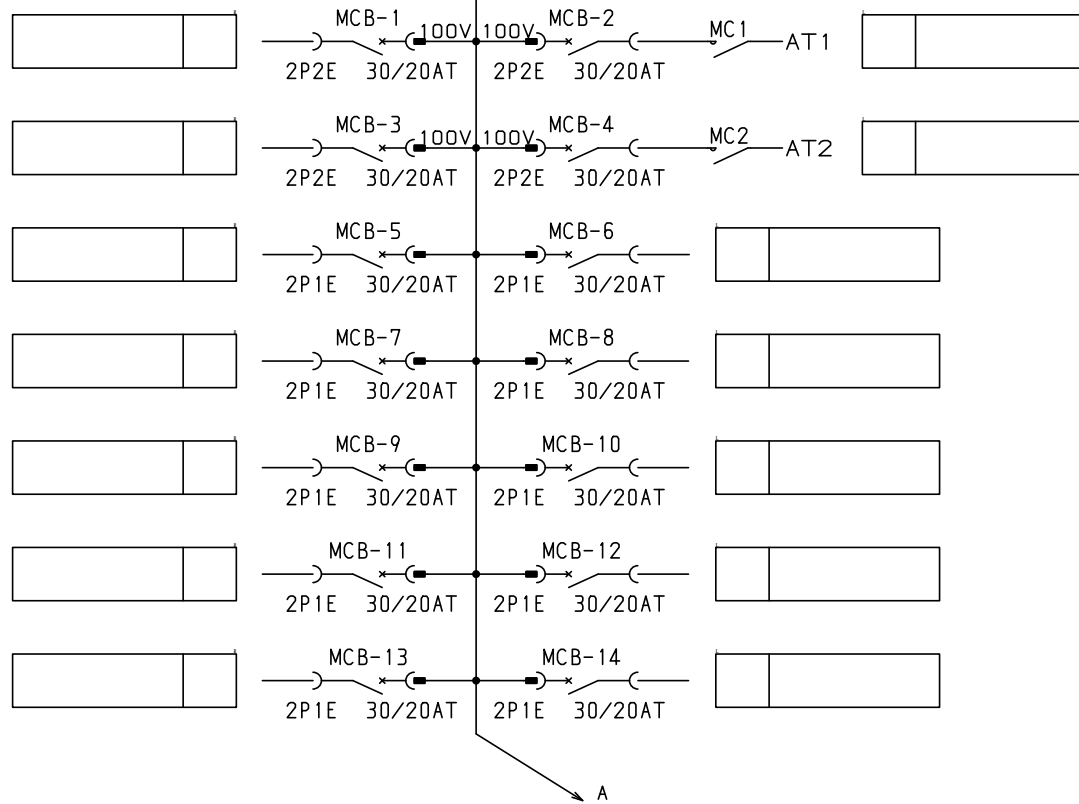 MCB-1 100V 100V MCB-2 MC1 AT1
2P2E 30/20AT 2P2E 30/20AT
MCB-3 100V 100V MCB-4 MC2 AT2
2P2E 30/20AT 2P2E 30/20AT
MCB-5 MCB-6
2P1E 30/20AT 2P1E 30/20AT
MCB-7 MCB-8
2P1E 30/20AT 2P1E 30/20AT
MCB-9 MCB-10
2P1E 30/20AT 2P1E 30/20AT
MCB-11 MCB-12
2P1E 30/20AT 2P1E 30/20AT
MCB-13 MCB-14
2P1E 30/20AT 2P1E 30/20AT
A